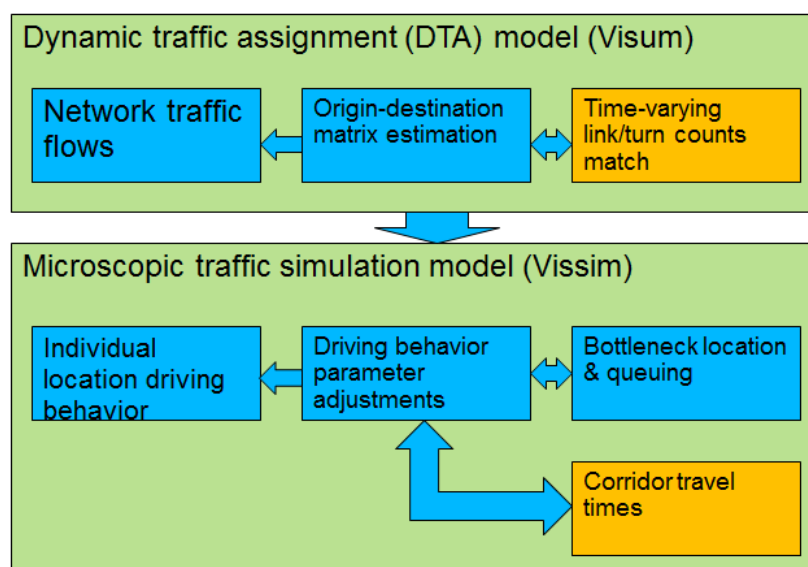 Dynamic traffic assignment (DTA) model (Visum)
Network traffic
flows
Origin-destination
matrix estimation
Time-varying
link/turn counts
match
Microscopic traffic simulation model (Vissim)
Individual
location driving
behavior
Driving behavior
parameter
adjustments
Bottleneck location
& queuing
Corridor travel
times